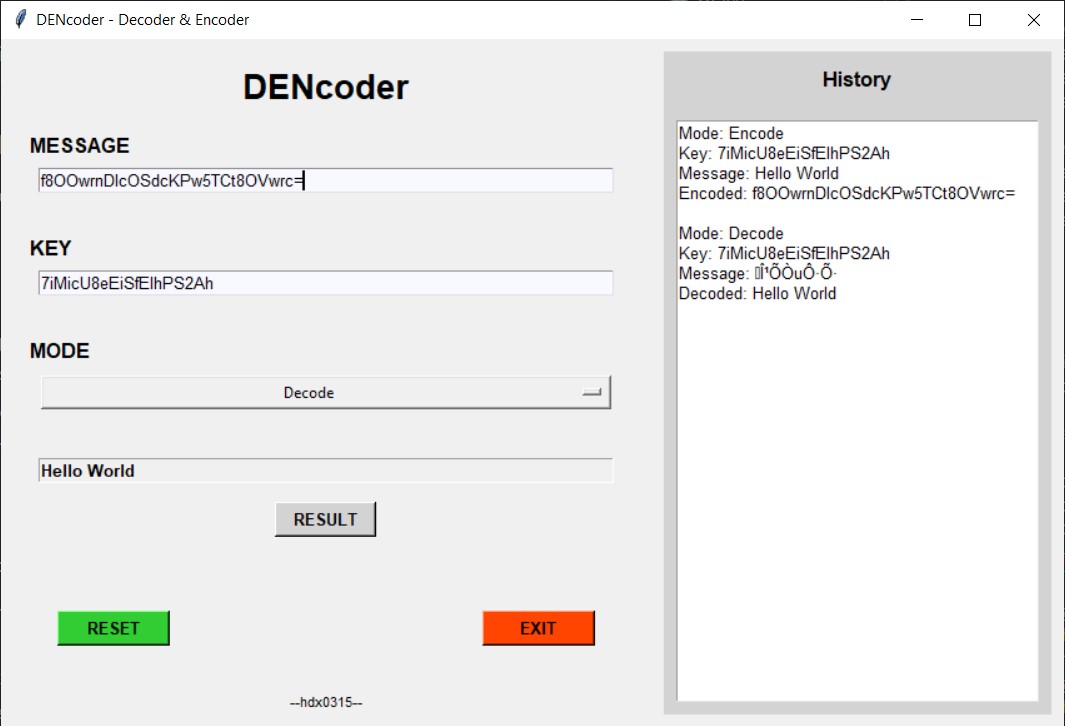 DENcoder - Decoder & Encoder
DENcoder
MESSAGE
f8OOwrnDlcOSdcKPw5TCt8OVwrc=
KEY
7iMicU8eEiSfElhPS2Ah
MODE
Decode
Hello World
RESULT
RESET
EXIT
--hdx0315--
History
Mode: Encode
Key: 7iMicU8eEiSfElhPS2Ah
Message: Hello World
Encoded: f8OOwrnDlcOSdcKPw5TCt8OVwrc=
Mode: Decode
Key: 7iMicU8eEiSfElhPS2Ah
Message: Î¹ÕÒuÔ·Õ·
Decoded: Hello World